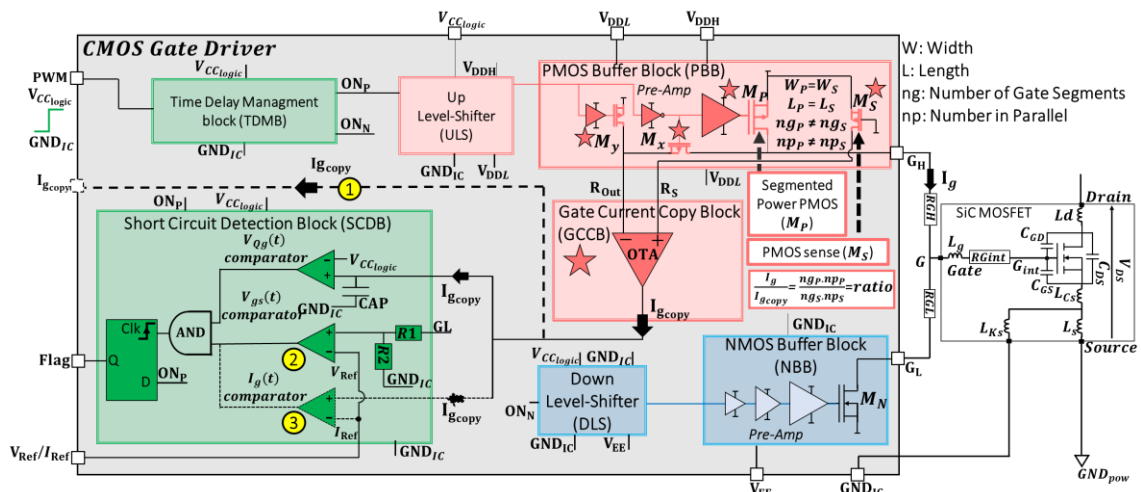 V_CClogic
V_DDL
V_DDH
CMOS Gate Driver
W: Width
L: Length
ng: Number of Gate Segments
np: Number in Parallel
PWM
V_CClogic
GND_IC
V_CClogic
Time Delay Managment
block (TDMB)
GND_IC
ON_P
ON_N
V_DDH
Up
Level-Shifter
(ULS)
GND_IC
V_DDL
PMOS Buffer Block (PBB)
Pre-Amp
M_P
W_P=W_S
L_P = L_S
ng_P ≠ ng_S
np_P ≠ np_S
M_S
M_y
M_x
R_Out
R_S
V_DDL
G_H
I_g
RGH
I_gcopy
Ig_copy
1
ON_P
V_CClogic
Short Circuit Detection Block (SCDB)
V_Qg(t)
comparator
V_CClogic
GND_IC
CAP
I_gcopy
V_gs(t)
comparator
GL
R1
R2
GND_IC
V_Ref
2
AND
Clk
Q
D
ON_P
Flag
I_g(t)
comparator
3
I_Ref
I_gcopy
GND_IC
V_Ref/I_Ref
Gate Current Copy Block
(GCCB)
−
+
OTA
I_gcopy
Segmented
Power PMOS
(M_P)
PMOS sense (M_S)
I_g/I_gcopy = ng_P.np_P/ng_S.np_S = ratio
V_CClogic
GND_IC
Down
Level-Shifter
(DLS)
ON_N
GND_IC
V_EE
GND_IC
NMOS Buffer Block
(NBB)
M_N
Pre-Amp
V_EE
GND_IC
G_L
RGL
G
SiC MOSFET
L_g
Gate
RGint
G_int
C_GD
C_GS
C_DS
Drain
Ld
V_DS
L_Cs
L_Ks
L_s
Source
GND_pow